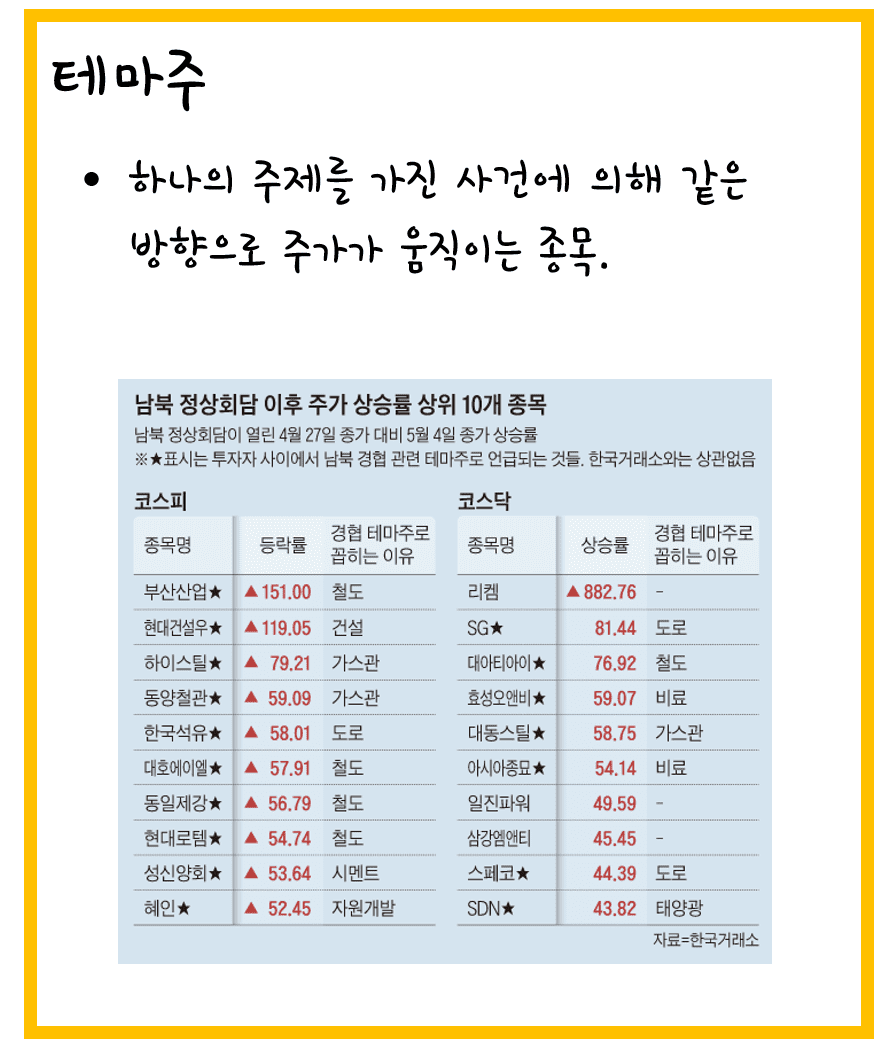 테마주
• 하나의 주제를 가진 사건에 의해 같은
방향으로 주가가 움직이는 종목.
남북 정상회담 이후 주가 상승률 상위 10개 종목
남북 정상회담이 열린 4월 27일 종가 대비 5월 4일 종가 상승률
※★표시는 투자자 사이에서 남북 경협 관련 테마주로 언급되는 것들. 한국거래소와는 상관없음
코스피
종목명 등락률 경협 테마주로
꼽히는 이유
부산산업★ ▲151.00 철도
현대건설우★ ▲119.05 건설
하이스틸★ ▲ 79.21 가스관
동양철관★ ▲ 59.09 가스관
한국석유★ ▲ 58.01 도로
대호에이엘★ ▲ 57.91 철도
동일제강★ ▲ 56.79 철도
현대로템★ ▲ 54.74 철도
성신양회★ ▲ 53.64 시멘트
혜인★ ▲ 52.45 자원개발
코스닥
종목명 상승률 경협 테마주로
꼽히는 이유
리켐 ▲882.76 -
SG★ 81.44 도로
대아티아이★ 76.92 철도
효성오앤비★ 59.07 비료
대동스틸★ 58.75 가스관
아시아종묘★ 54.14 비료
일진파워 49.59 -
삼강엠앤티 45.45 -
스페코★ 44.39 도로
SDN★ 43.82 태양광
자료=한국거래소